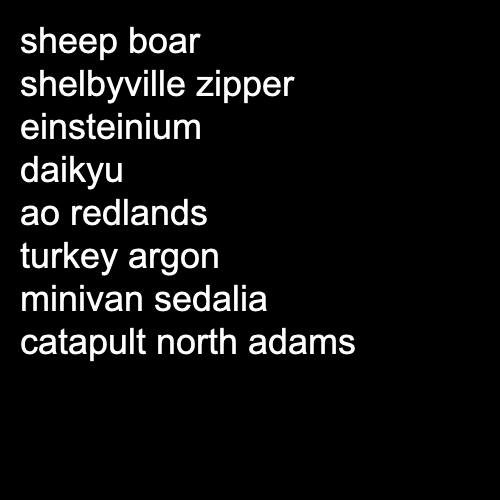 sheep boar
shelbyville zipper
einsteinium
daikyu
ao redlands
turkey argon
minivan sedalia
catapult north adams